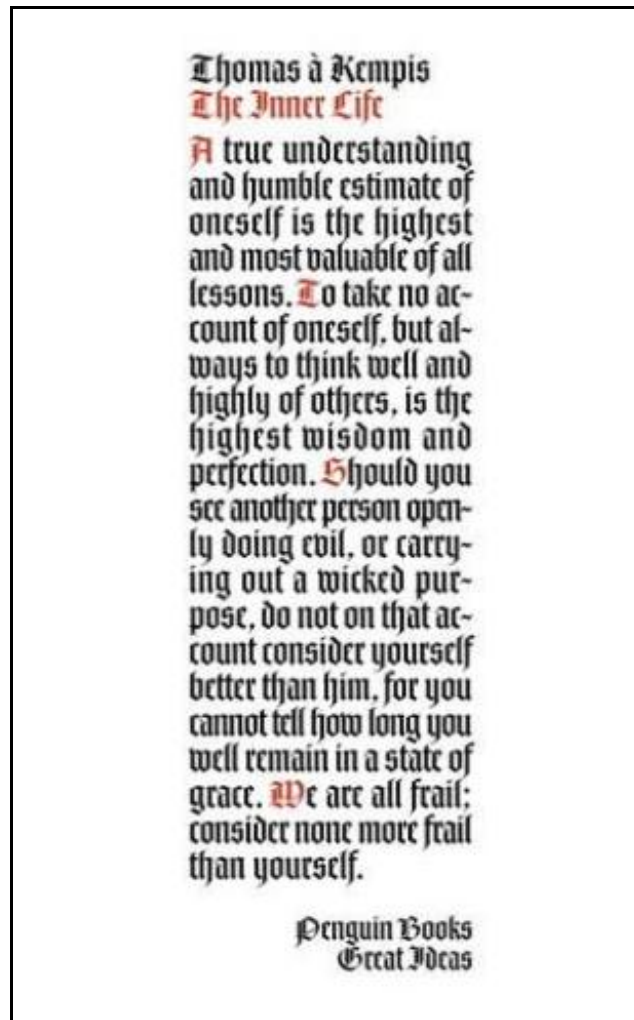 Thomas à Kempis
The Inner Life
A true understanding
and humble estimate of
oneself is the highest
and most valuable of all
lessons. To take no ac-
count of oneself, but al-
ways to think well and
highly of others, is the
highest wisdom and
perfection. Should you
see another person open-
ly doing evil, or carry-
ing out a wicked pur-
pose, do not on that ac-
count consider yourself
better than him, for you
cannot tell how long you
well remain in a state of
grace. We are all frail;
consider none more frail
than yourself.
Penguin Books
Great Ideas